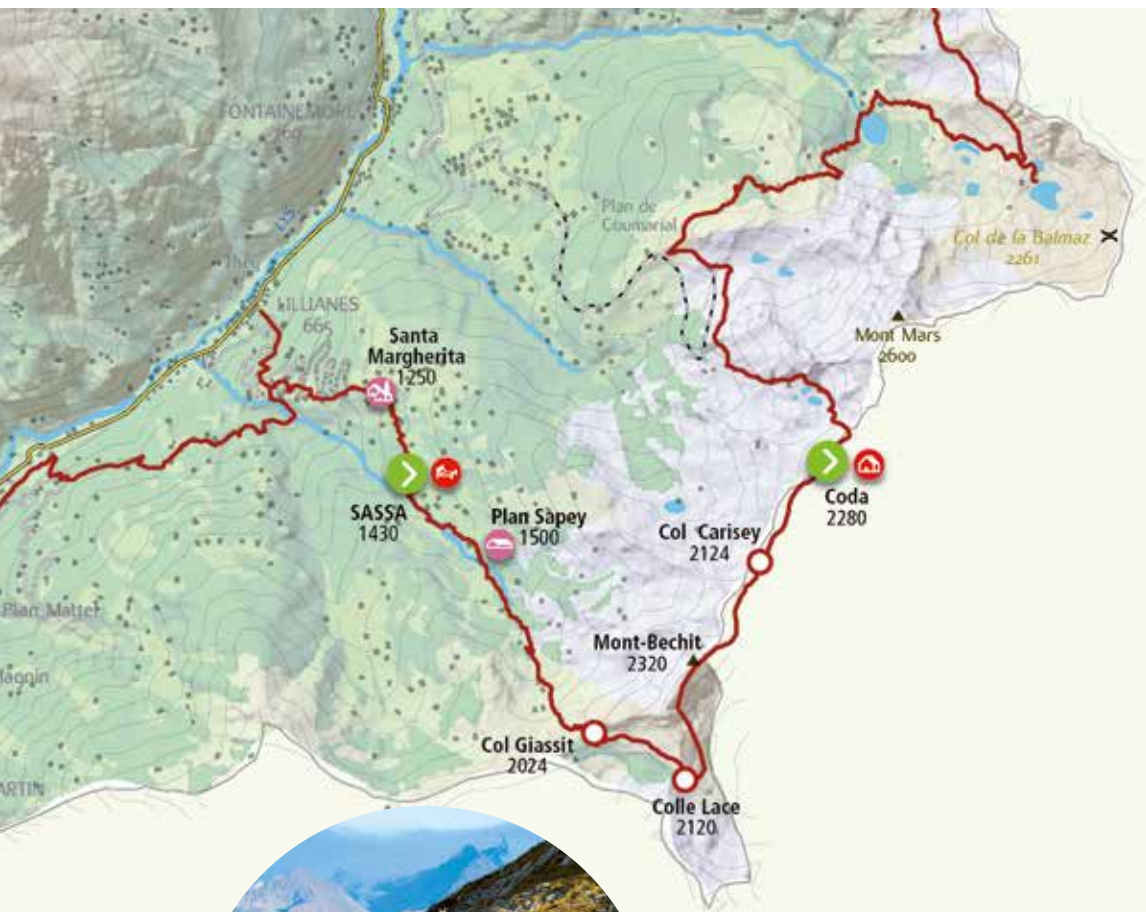 FONTAINEMORE
760
Plan de
Coumarial
Col de la Balmaz
2261
LILLIANES
665
Santa
Margherita
1250
Mont Mars
2600
SASSA
1430
Plan Sapey
1500
Coda
2280
Col Carisey
2124
Mont-Bechit
2320
Plan Matter
Col Giassit
2024
ARTIN
Colle Lace
2120